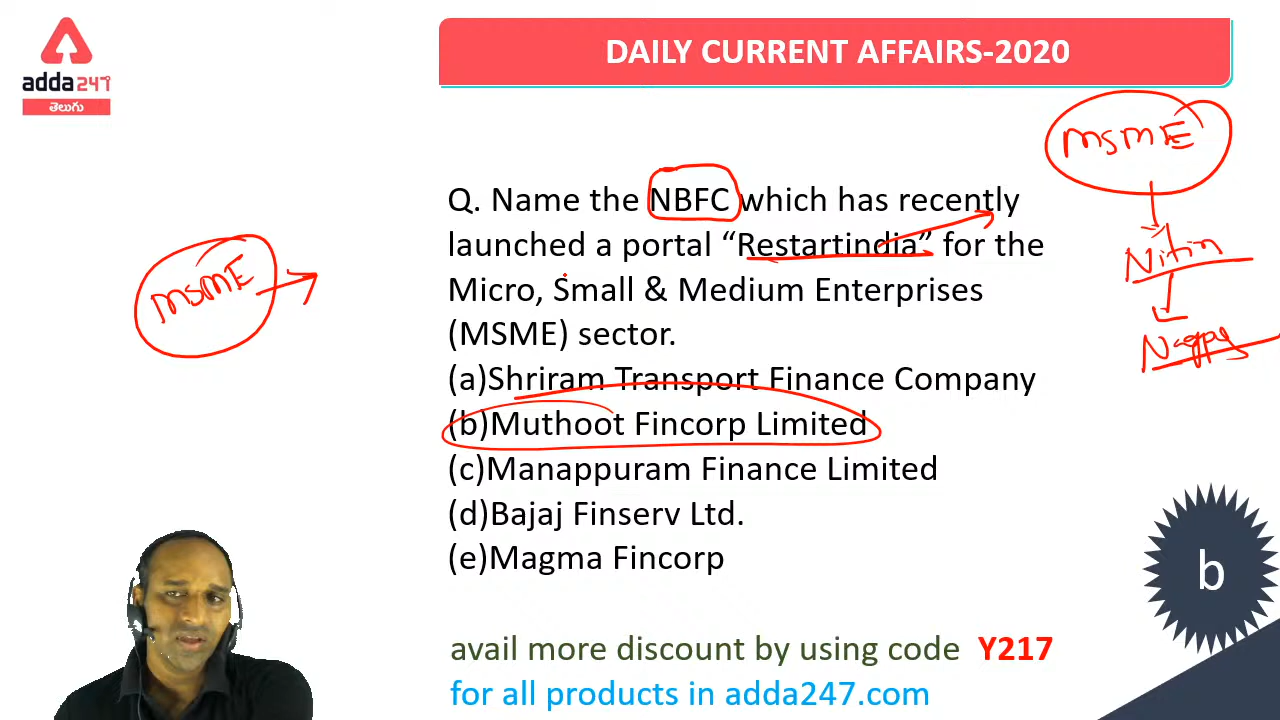 adda247
తెలుగు
DAILY CURRENT AFFAIRS-2020
MSME
Q. Name the NBFC which has recently
launched a portal “Restartindia” for the
Micro, Small & Medium Enterprises
(MSME) sector.
(a)Shriram Transport Finance Company
(b)Muthoot Fincorp Limited
(c)Manappuram Finance Limited
(d)Bajaj Finserv Ltd.
(e)Magma Fincorp
MSME
Nitin
b
avail more discount by using code Y217
for all products in adda247.com